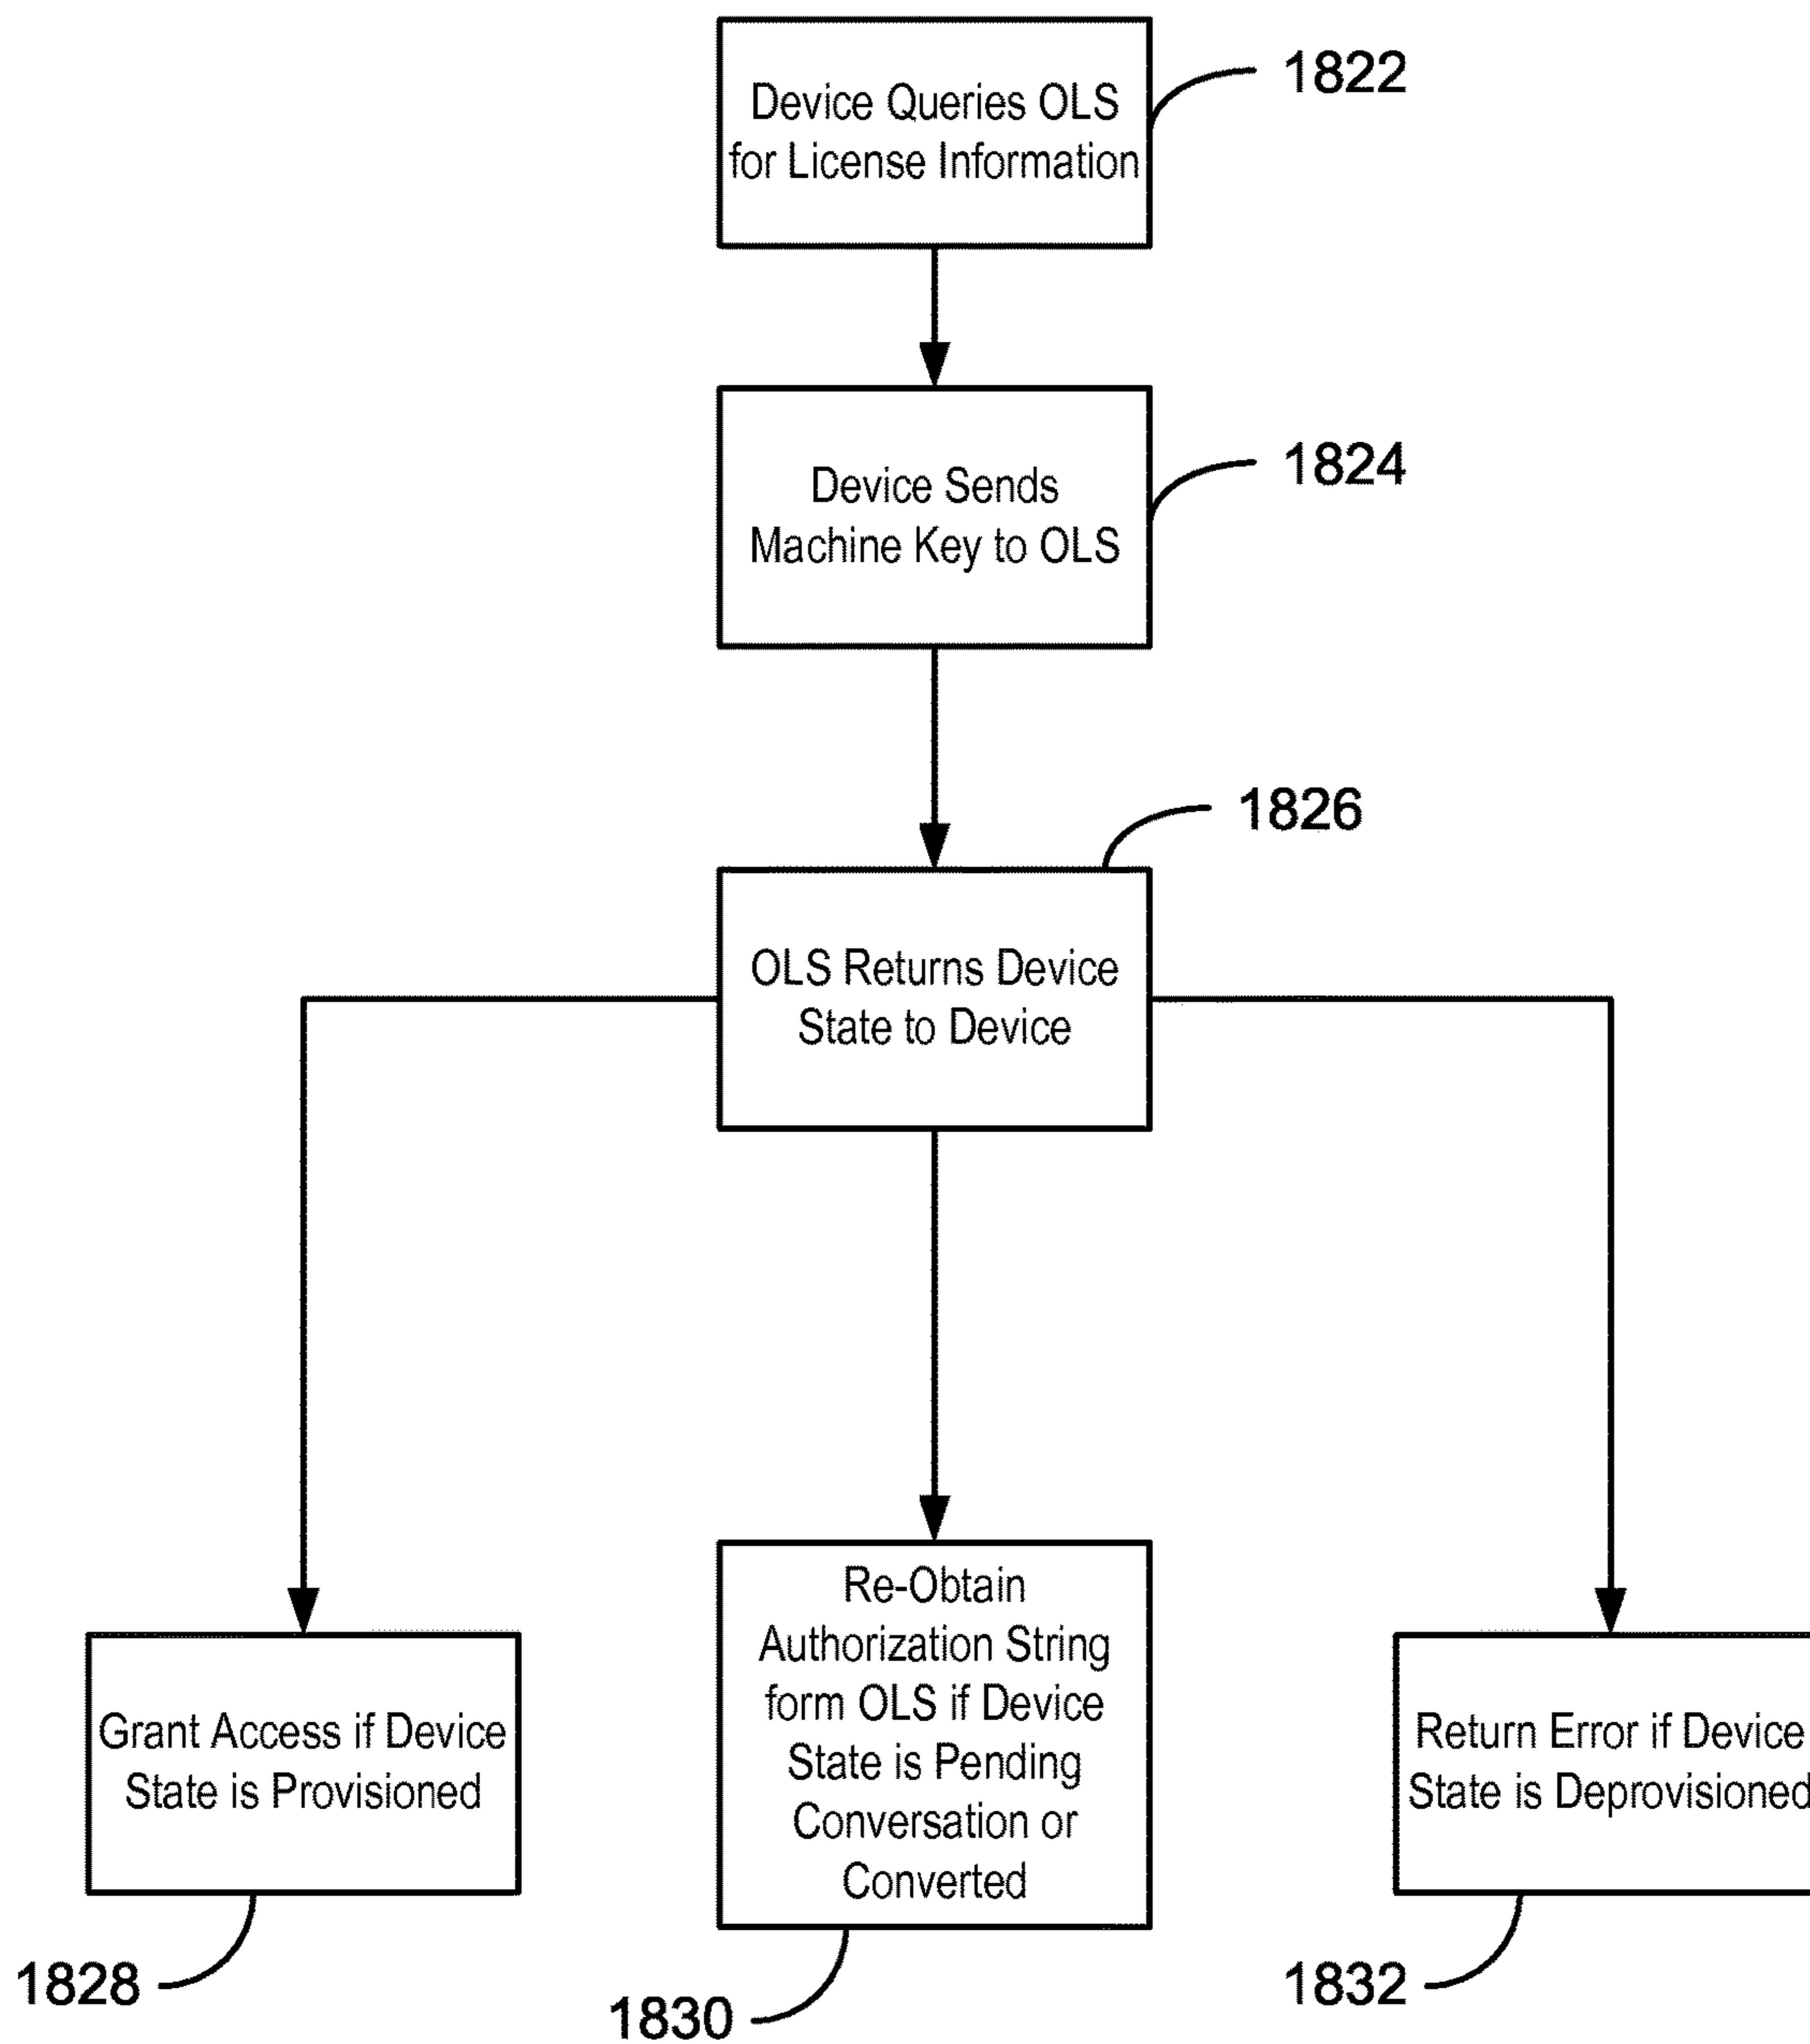 Device Queries OLS
for License Information
1822
Device Sends
Machine Key to OLS
1824
1826
OLS Returns Device
State to Device
Grant Access if Device
State is Provisioned
1828
Re-Obtain
Authorization String
form OLS if Device
State is Pending
Conversation or
Converted
1830
Return Error if Device
State is Deprovisioned
1832